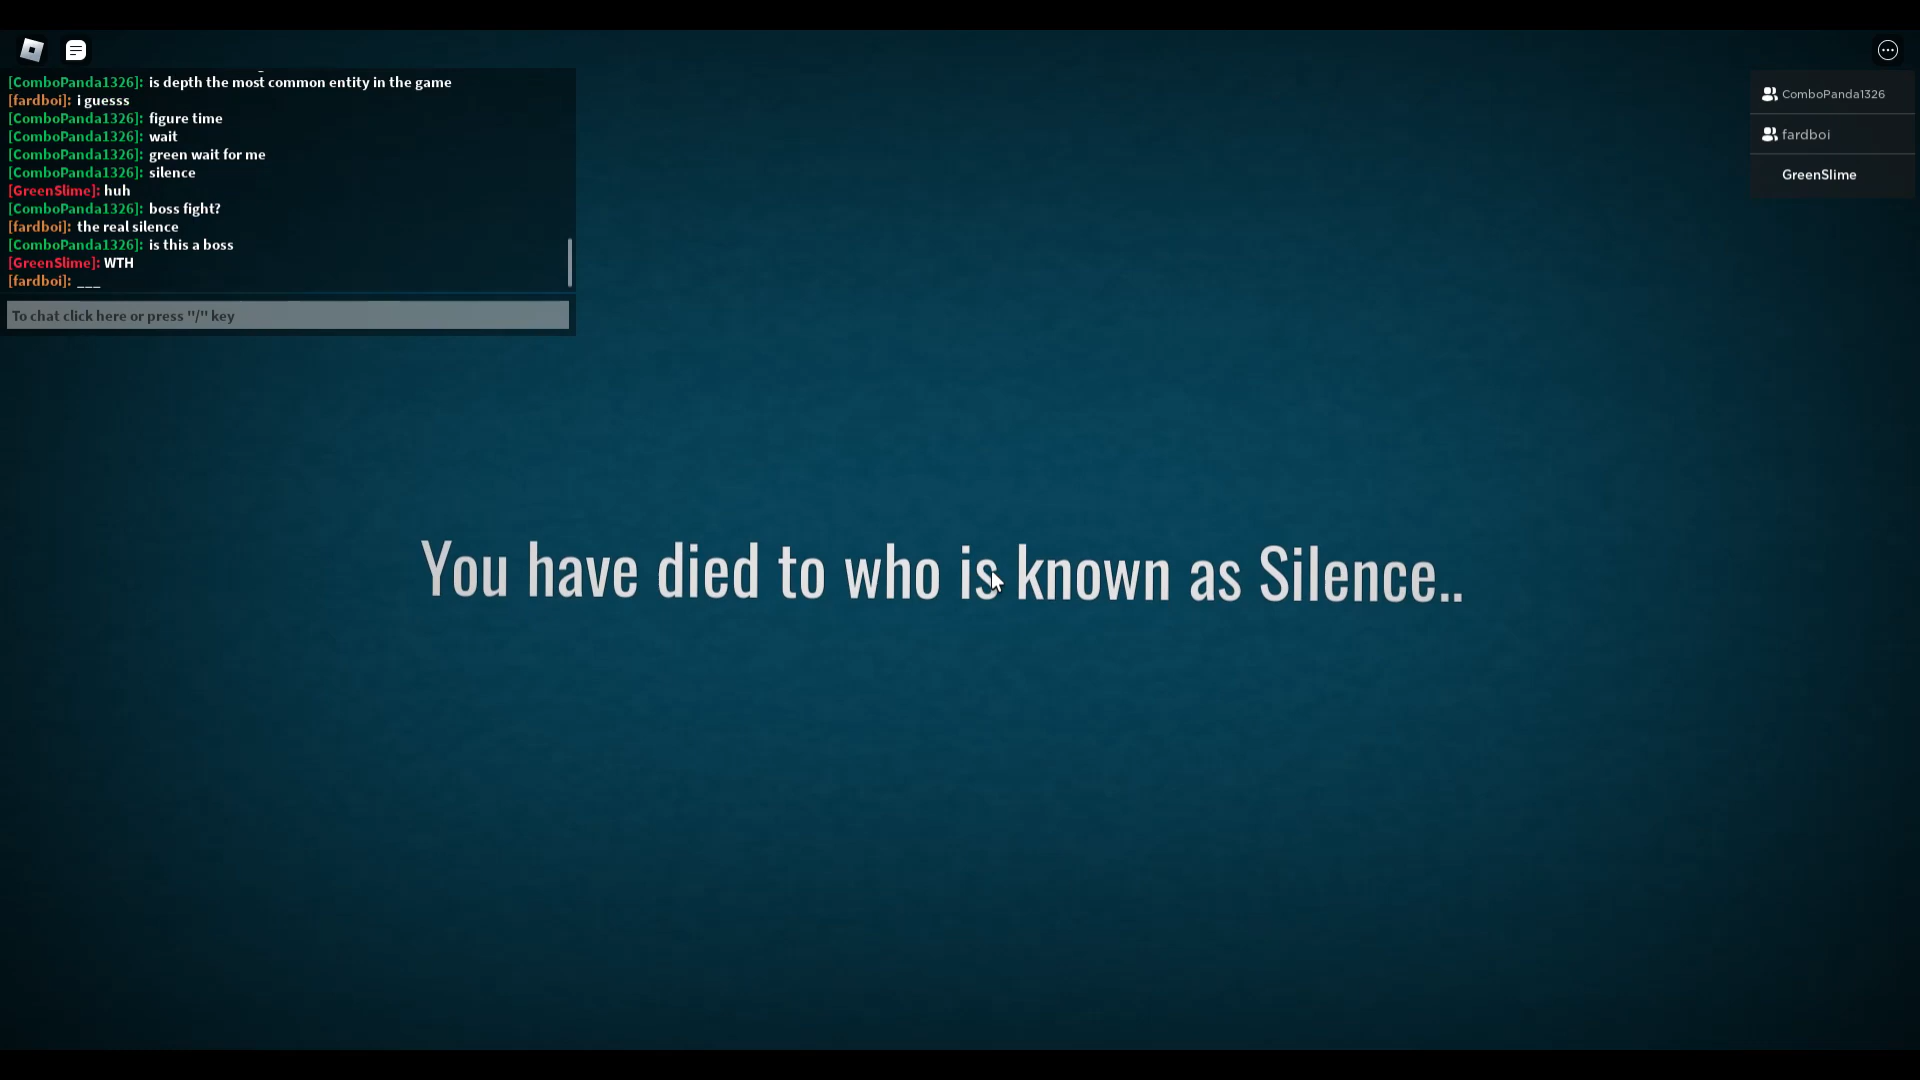 [ComboPanda1326]: is depth the most common entity in the game
[fardboi]: i guesss
[ComboPanda1326]: figure time
[ComboPanda1326]: wait
[ComboPanda1326]: green wait for me
[ComboPanda1326]: silence
[GreenSlime]: huh
[ComboPanda1326]: boss fight?
[fardboi]: the real silence
[ComboPanda1326]: is this a boss
[GreenSlime]: WTH
[fardboi]: ___
To chat click here or press "/" key
ComboPanda1326
fardboi
GreenSlime
You have died to who is known as Silence..